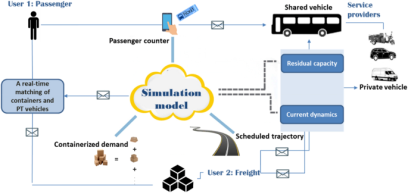 User 1: Passenger
Passenger counter
Shared vehicle
Service
providers
A real-time
matching of
containers and
PT vehicles
Simulation
model
Residual capacity
Private vehicle
Current dynamics
Containerized demand
Scheduled trajectory
User 2: Freight